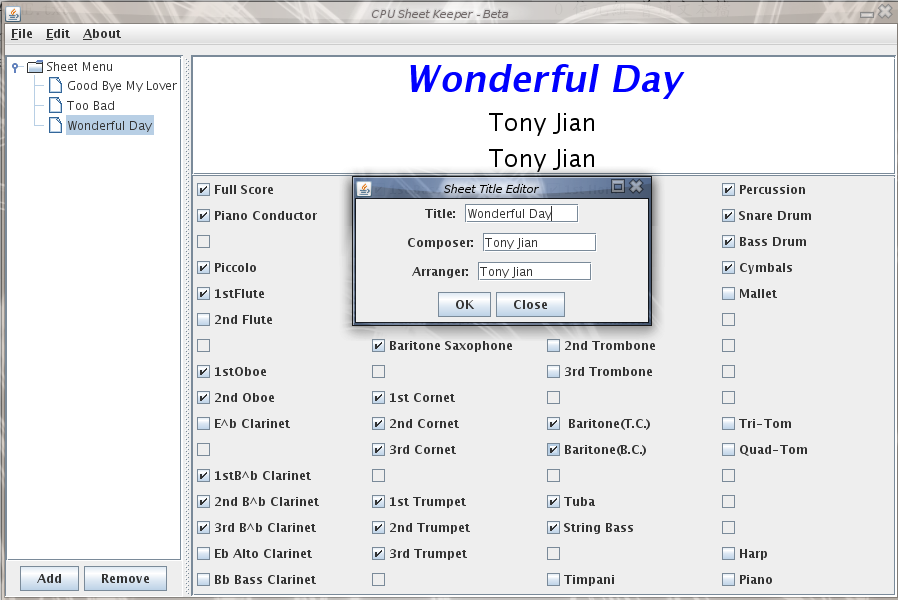 CPU Sheet Keeper - Beta
File Edit About
Sheet Menu
Good Bye My Lover
Too Bad
Wonderful Day
Add Remove
Wonderful Day
Tony Jian
Tony Jian
Full Score
Piano Conductor
Piccolo
1stFlute
2nd Flute
1stOboe
2nd Oboe
E^b Clarinet
1stB^b Clarinet
2nd B^b Clarinet
3rd B^b Clarinet
Eb Alto Clarinet
Bb Bass Clarinet
Sheet Title Editor
Title: Wonderful Day
Composer: Tony Jian
Arranger: Tony Jian
OK Close
Baritone Saxophone
1st Cornet
2nd Cornet
3rd Cornet
1st Trumpet
2nd Trumpet
3rd Trumpet
2nd Trombone
3rd Trombone
Baritone(T.C.)
Baritone(B.C.)
Tuba
String Bass
Timpani
Percussion
Snare Drum
Bass Drum
Cymbals
Mallet
Tri-Tom
Quad-Tom
Harp
Piano